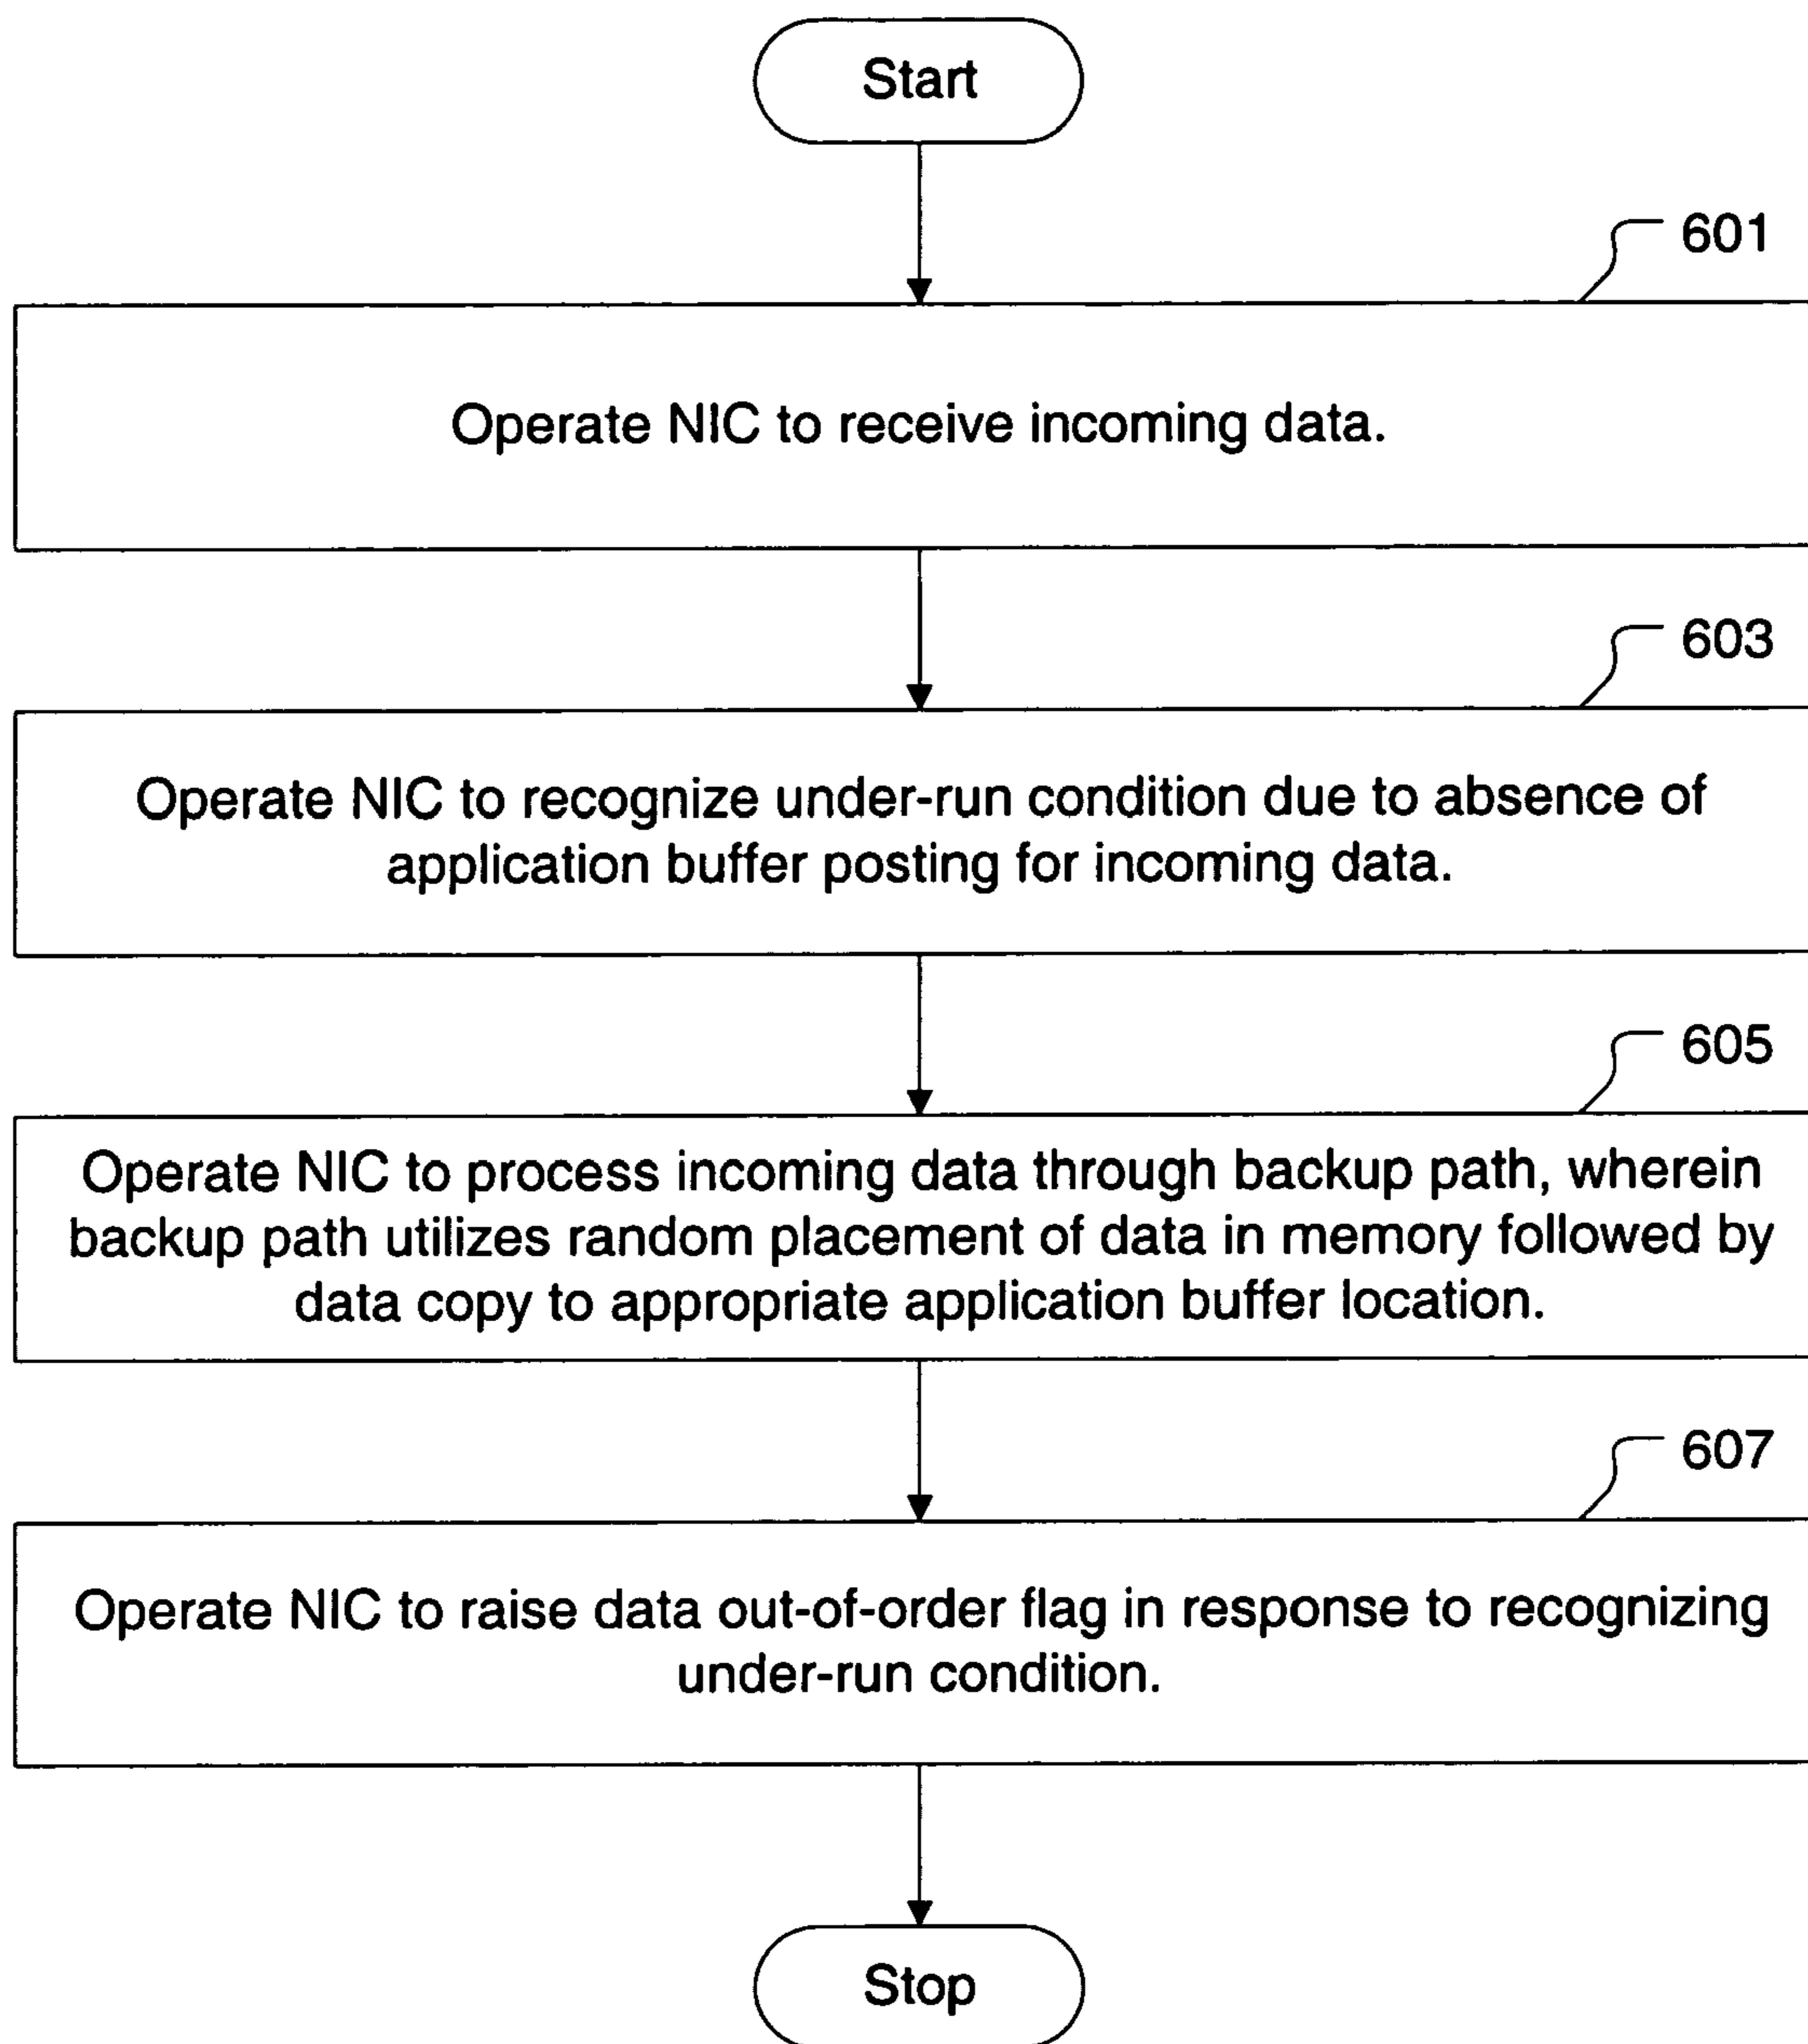 Start
601
Operate NIC to receive incoming data.
603
Operate NIC to recognize under-run condition due to absence of
application buffer posting for incoming data.
605
Operate NIC to process incoming data through backup path, wherein
backup path utilizes random placement of data in memory followed by
data copy to appropriate application buffer location.
607
Operate NIC to raise data out-of-order flag in response to recognizing
under-run condition.
Stop